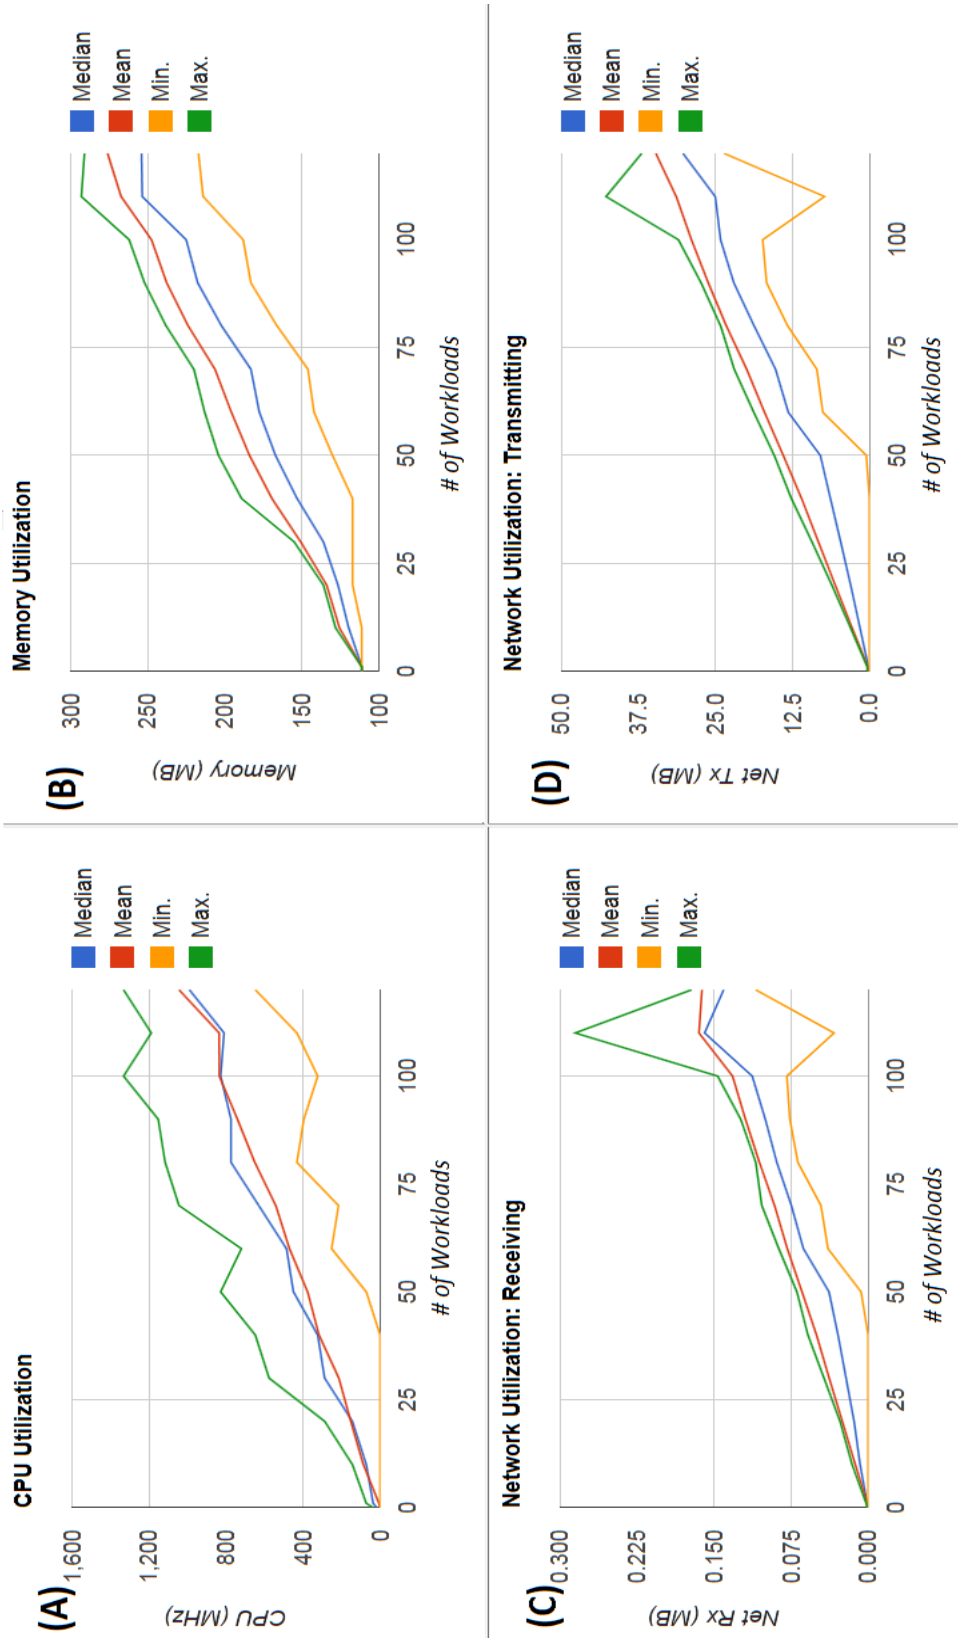 (A)
CPU Utilization
CPU (MHz)
1,600
1,200
800
400
0
0
25
50
75
100
# of Workloads
Median
Mean
Min.
Max.
(B)
Memory Utilization
Memory (MB)
300
250
200
150
100
0
25
50
75
100
# of Workloads
Median
Mean
Min.
Max.
(C)
Network Utilization: Receiving
Net Rx (MB)
0.300
0.225
0.150
0.075
0.000
0
25
50
75
100
# of Workloads
Median
Mean
Min.
Max.
(D)
Network Utilization: Transmitting
Net Tx (MB)
50.0
37.5
25.0
12.5
0.0
0
25
50
75
100
# of Workloads
Median
Mean
Min.
Max.